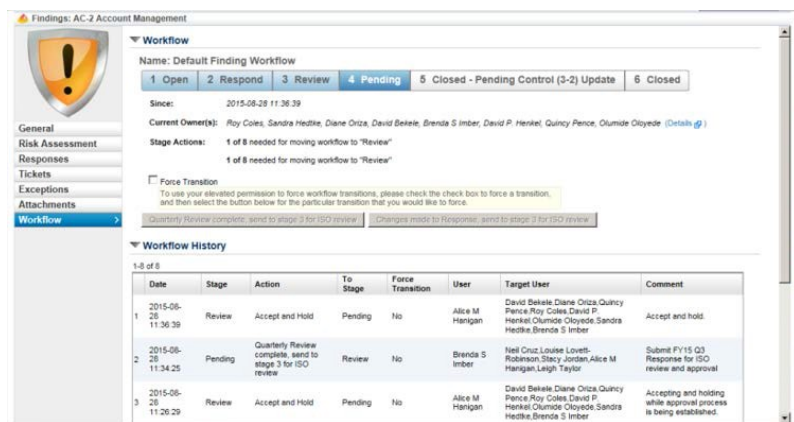 Findings: AC-2 Account Management
Workflow
Name: Default Finding Workflow
1 Open 2 Respond 3 Review 4 Pending 5 Closed - Pending Control (3-2) Update 6 Closed
Since: 2015-08-28 11:36:39
Current Owner(s): Roy Coles, Sandra Hedtke, Diane Oriza, David Bekele, Brenda S Imber, David P. Henkel, Quincy Pence, Olumide Oloyede (Details)
Stage Actions: 1 of 8 needed for moving workflow to "Review"
1 of 8 needed for moving workflow to "Review"
Force Transition
To use your elevated permission to force workflow transitions, please check the check box to force a transition,
and then select the button below for the particular transition that you would like to force.
Quarterly Review complete, send to stage 3 for ISO review Changes made to Response, send to stage 3 for ISO review
General
Risk Assessment
Responses
Tickets
Exceptions
Attachments
Workflow
Workflow History
1-8 of 8
Date Stage Action To Stage Force Transition User Target User Comment
1 2015-08-28 11:36:39 Review Accept and Hold Pending No Alice M Hanigan David Bekele,Diane Oriza,Quincy Pence,Roy Coles,David P. Henkel,Olumide Oloyede,Sandra Hedtke,Brenda S Imber Accept and hold.
2 2015-08-28 11:34:25 Pending Quarterly Review complete, send to stage 3 for ISO review Review No Brenda S Imber Neil Cruz,Louise Lovett-Robinson,Stacy Jordan,Alice M Hanigan,Leigh Taylor Submit FY15 Q3 Response for ISO review and approval
3 2015-08-28 11:26:29 Review Accept and Hold Pending No Alice M Hanigan David Bekele,Diane Oriza,Quincy Pence,Roy Coles,David P. Henkel,Olumide Oloyede,Sandra Hedtke,Brenda S Imber Accepting and holding while approval process is being established.